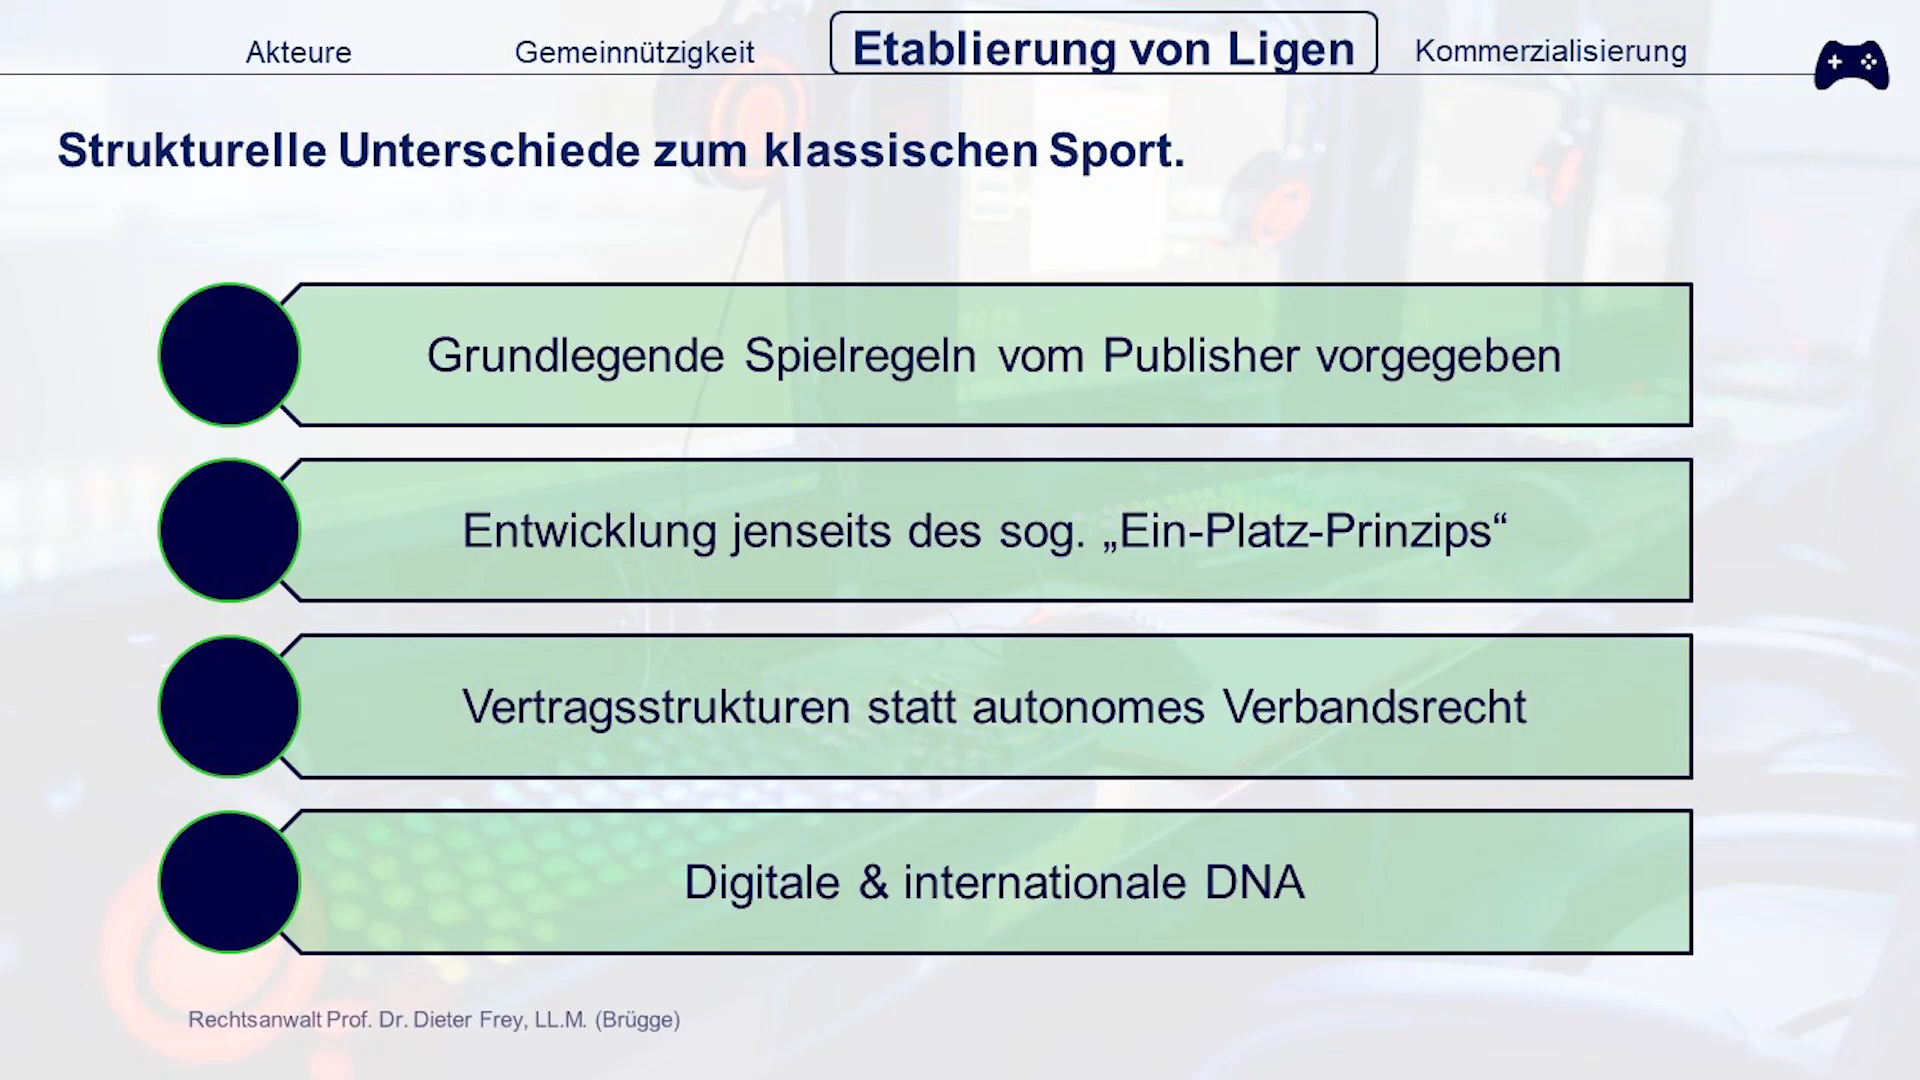 Akteure
Gemeinnützigkeit
Etablierung von Ligen
Kommerzialisierung
Strukturelle Unterschiede zum klassischen Sport.
Grundlegende Spielregeln vom Publisher vorgegeben
Entwicklung jenseits des sog. „Ein-Platz-Prinzips“
Vertragsstrukturen statt autonomes Verbandsrecht
Digitale & internationale DNA
Rechtsanwalt Prof. Dr. Dieter Frey, LL.M. (Brügge)